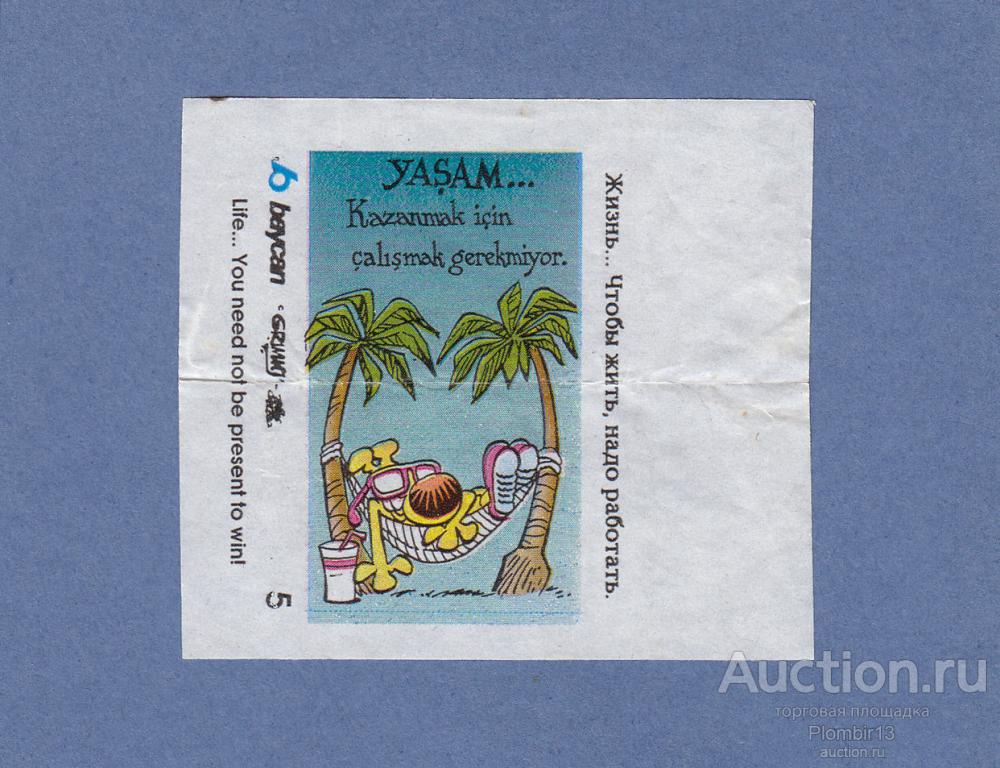 YAŞAM...
Kazanmak için
çalışmak gerekmiyor.
b baycan
Life... You need not be present to win!
5
Жизнь... Чтобы жить, надо работать.
Auction.ru
торговая площадка
Plombir13
auction.ru